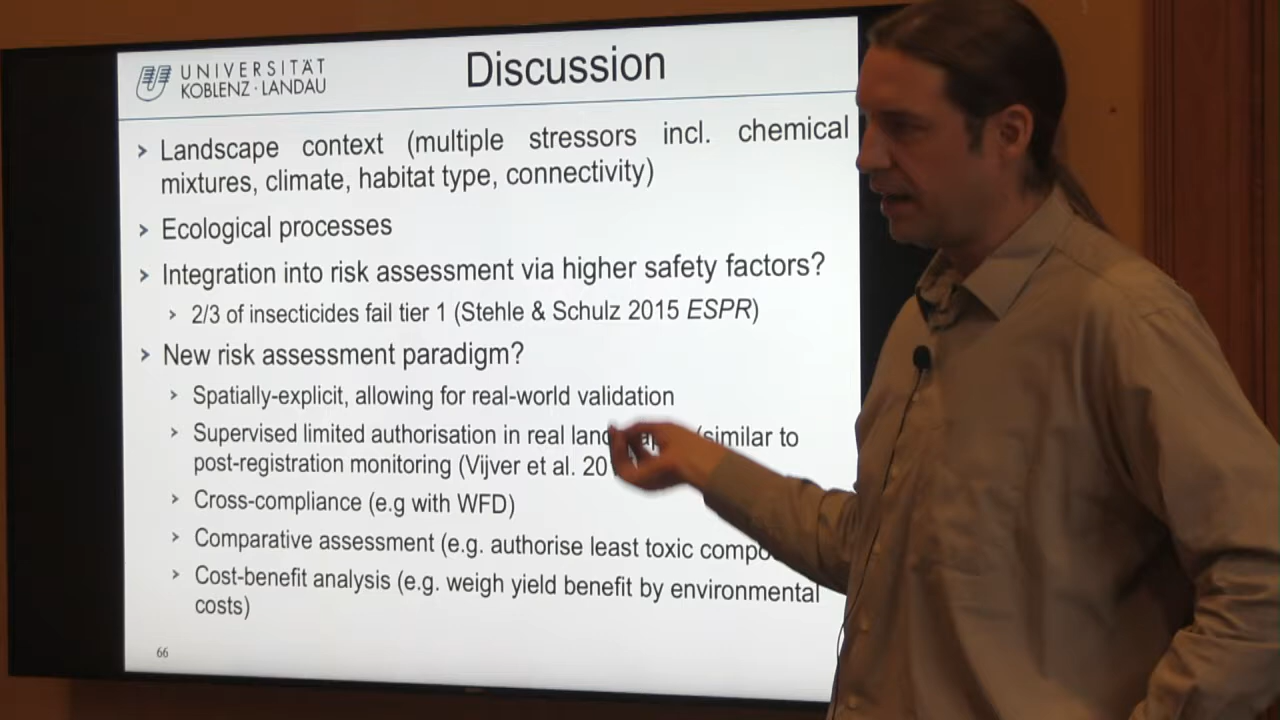 UNIVERSITÄT
KOBLENZ · LANDAU
Discussion
› Landscape context (multiple stressors incl. chemical
mixtures, climate, habitat type, connectivity)
› Ecological processes
› Integration into risk assessment via higher safety factors?
› 2/3 of insecticides fail tier 1 (Stehle & Schulz 2015 ESPR)
› New risk assessment paradigm?
› Spatially-explicit, allowing for real-world validation
› Supervised limited authorisation in real (similar to
post-registration monitoring (Vijver et al.
› Cross-compliance (e.g with WFD)
› Comparative assessment (e.g. authorise least toxic
› Cost-benefit analysis (e.g. weigh yield benefit by environmental
costs)
66